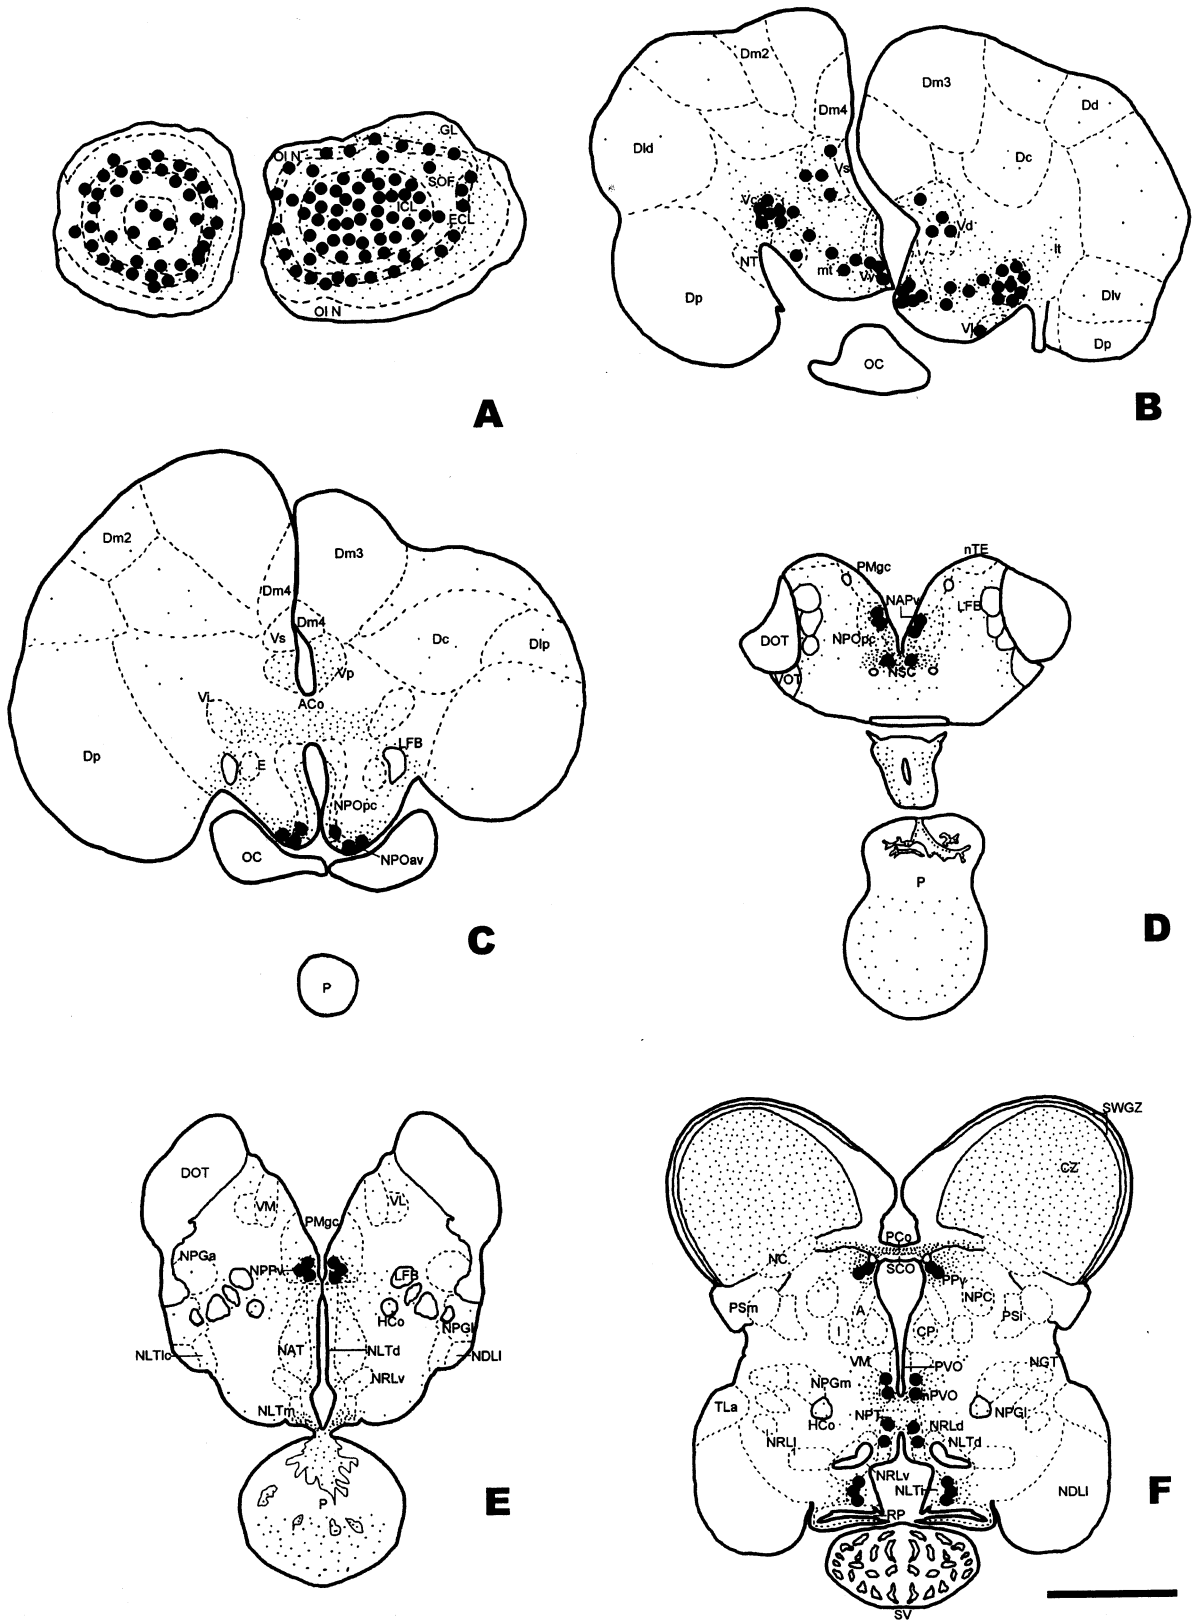 GL
Ol N
SOF
ICL
ECL
Ol N
A
Dm2
Dm3
Dm4
Dd
Dld
Dc
Vs
Vc
Vd
lt
NT
mt
Vv
Dp
Dlv
Vl
Dp
OC
B
Dm2
Dm3
Dm4
Dm4
Vs
Dc
Dlp
Vp
VL
ACo
Dp
E
LFB
NPOpc
OC
NPOav
C
P
nTE
PMgc
NAPv
LFB
DOT
NPOpc
VOT
NSC
P
D
DOT
VM
VL
PMgc
NPGa
NPPv
LFB
HCo
NPGl
NLTlc
NAT
NLTd
NDLI
NRLv
NLTm
P
E
SWGZ
CZ
PCo
NC
SCO
PPv
NPC
PSm
A
PSi
I
CP
VM
PVO
NGT
NPGm
nPVO
TLa
NPT
NPGl
HCo
NRLd
NRLl
NLTd
NRLv
NLTi
NDLI
F
RP
SV